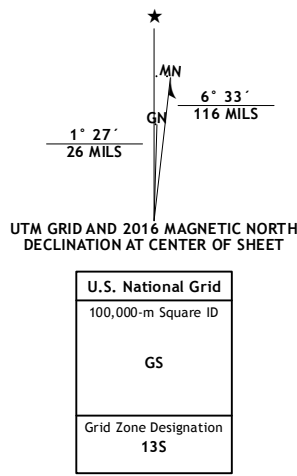 ★
MN
GN
6° 33´
116 MILS
1° 27´
26 MILS
UTM GRID AND 2016 MAGNETIC NORTH
DECLINATION AT CENTER OF SHEET
U.S. National Grid
100,000-m Square ID
GS
Grid Zone Designation
13S